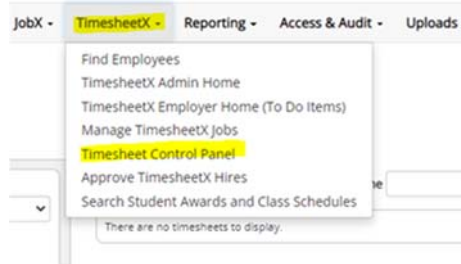 JobX - TimesheetX - Reporting - Access & Audit - Uploads
Find Employees
TimesheetX Admin Home
TimesheetX Employer Home (To Do Items)
Manage TimesheetX Jobs
Timesheet Control Panel
Approve TimesheetX Hires
Search Student Awards and Class Schedules
There are no timesheets to display.